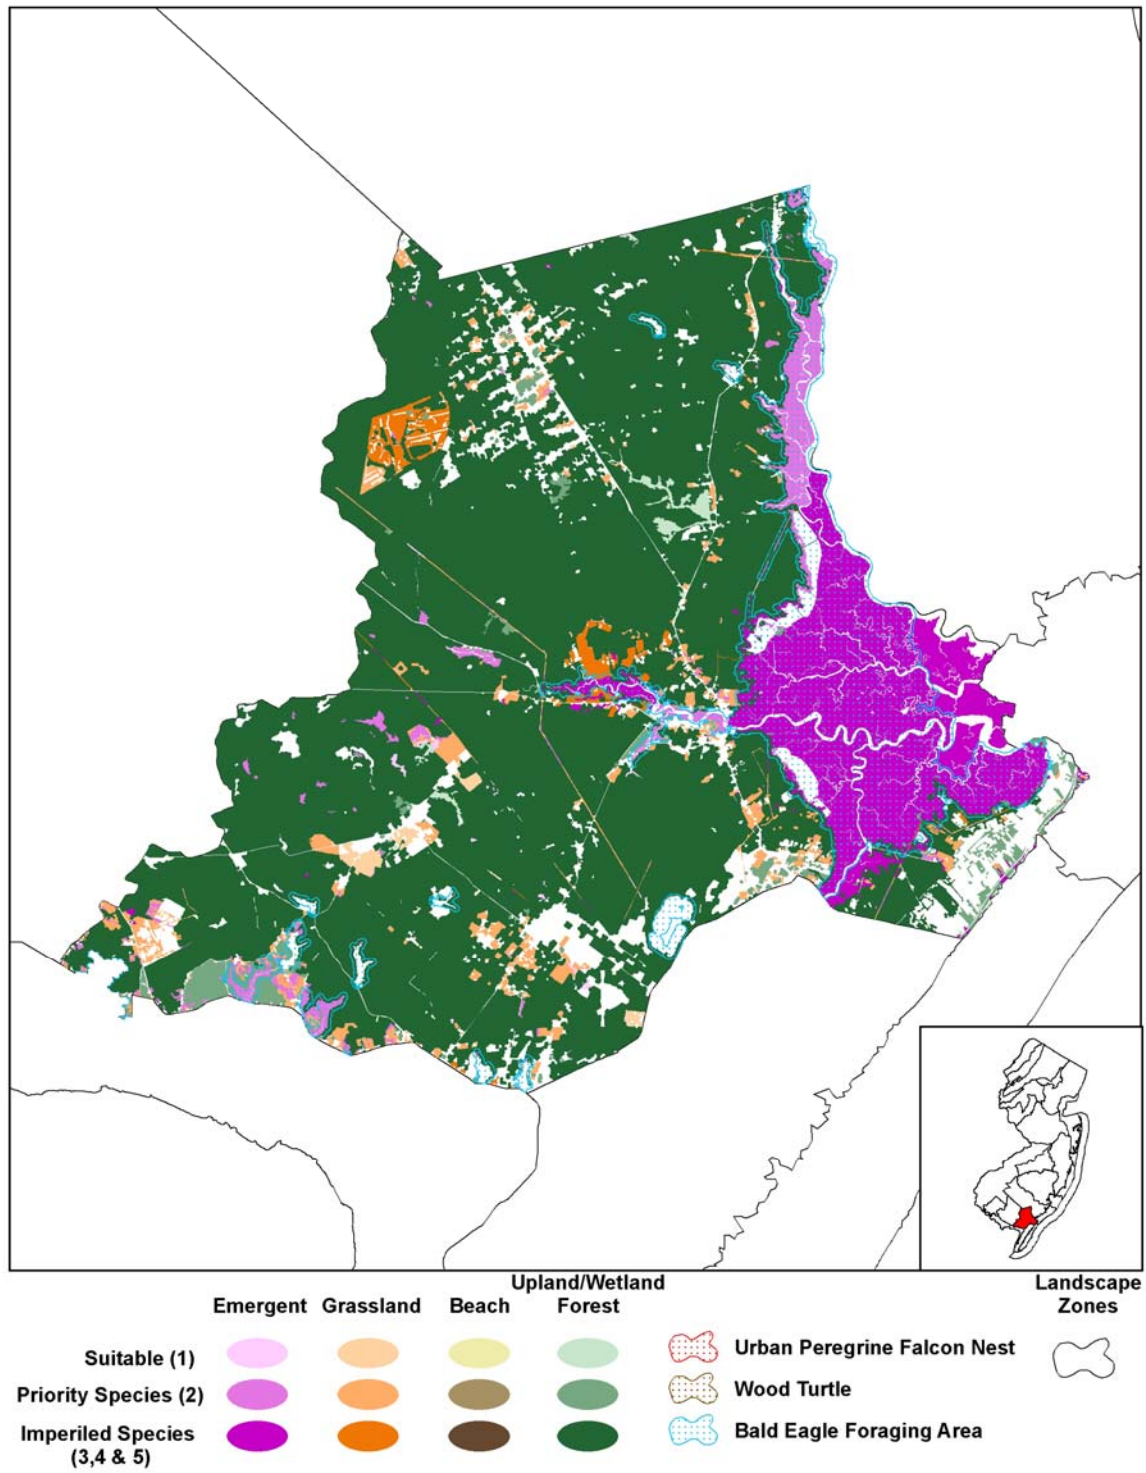 Upland/Wetland
Emergent Grassland Beach Forest
Landscape
Zones
Suitable (1)
Priority Species (2)
Imperiled Species
(3,4 & 5)
Urban Peregrine Falcon Nest
Wood Turtle
Bald Eagle Foraging Area